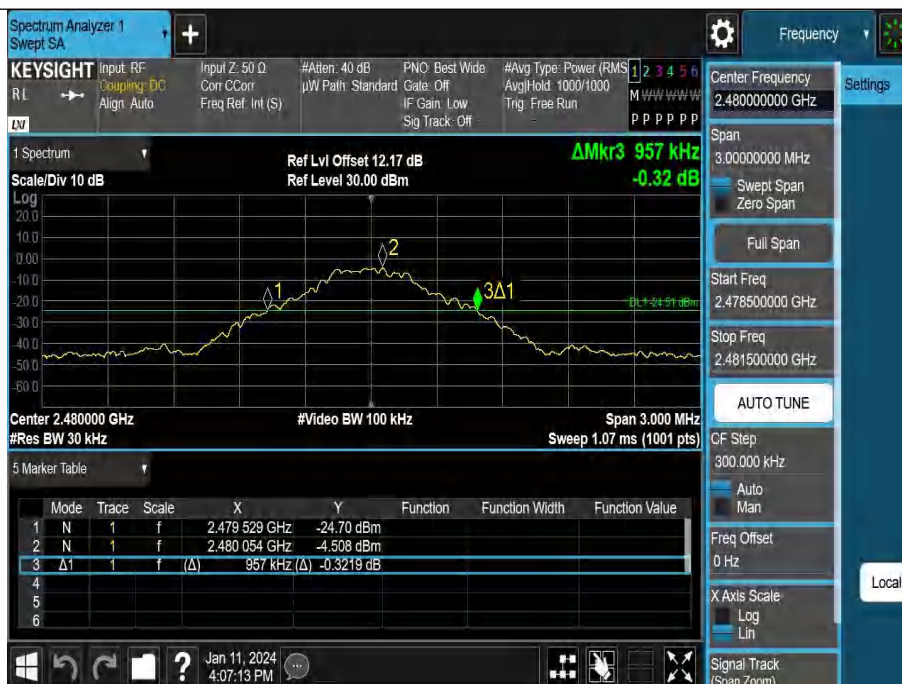 Spectrum Analyzer 1
Swept SA
+
Frequency
KEYSIGHT
RL
LXI
Input: RF
Coupling: DC
Align: Auto
Input Z: 50 Ω
Corr CCorr
Freq Ref: Int (S)
#Atten: 40 dB
µW Path: Standard
PNO: Best Wide
Gate: Off
IF Gain: Low
Sig Track: Off
#Avg Type: Power (RMS
Avg|Hold: 1000/1000
Trig: Free Run
1 2 3 4 5 6
M W W W W W
P P P P P P
1 Spectrum
Scale/Div 10 dB
Ref Lvl Offset 12.17 dB
Ref Level 30.00 dBm
ΔMkr3 957 kHz
-0.32 dB
Log
20.0
10.0
0.00
-10.0
-20.0
-30.0
-40.0
-50.0
-60.0
1
2
3Δ1
DL1 -24.51 dBm
Center 2.480000 GHz
#Video BW 100 kHz
Span 3.000 MHz
#Res BW 30 kHz
Sweep 1.07 ms (1001 pts)
5 Marker Table
Mode Trace Scale X Y Function Function Width Function Value
1 N 1 f 2.479 529 GHz -24.70 dBm
2 N 1 f 2.480 054 GHz -4.508 dBm
3 Δ1 1 f (Δ) 957 kHz (Δ) -0.3219 dB
4
5
6
Jan 11, 2024
4:07:13 PM
Center Frequency
2.480000000 GHz
Settings
Span
3.00000000 MHz
Swept Span
Zero Span
Full Span
Start Freq
2.478500000 GHz
Stop Freq
2.481500000 GHz
AUTO TUNE
CF Step
300.000 kHz
Auto
Man
Freq Offset
0 Hz
Local
X Axis Scale
Log
Lin
Signal Track
(Span Zoom)